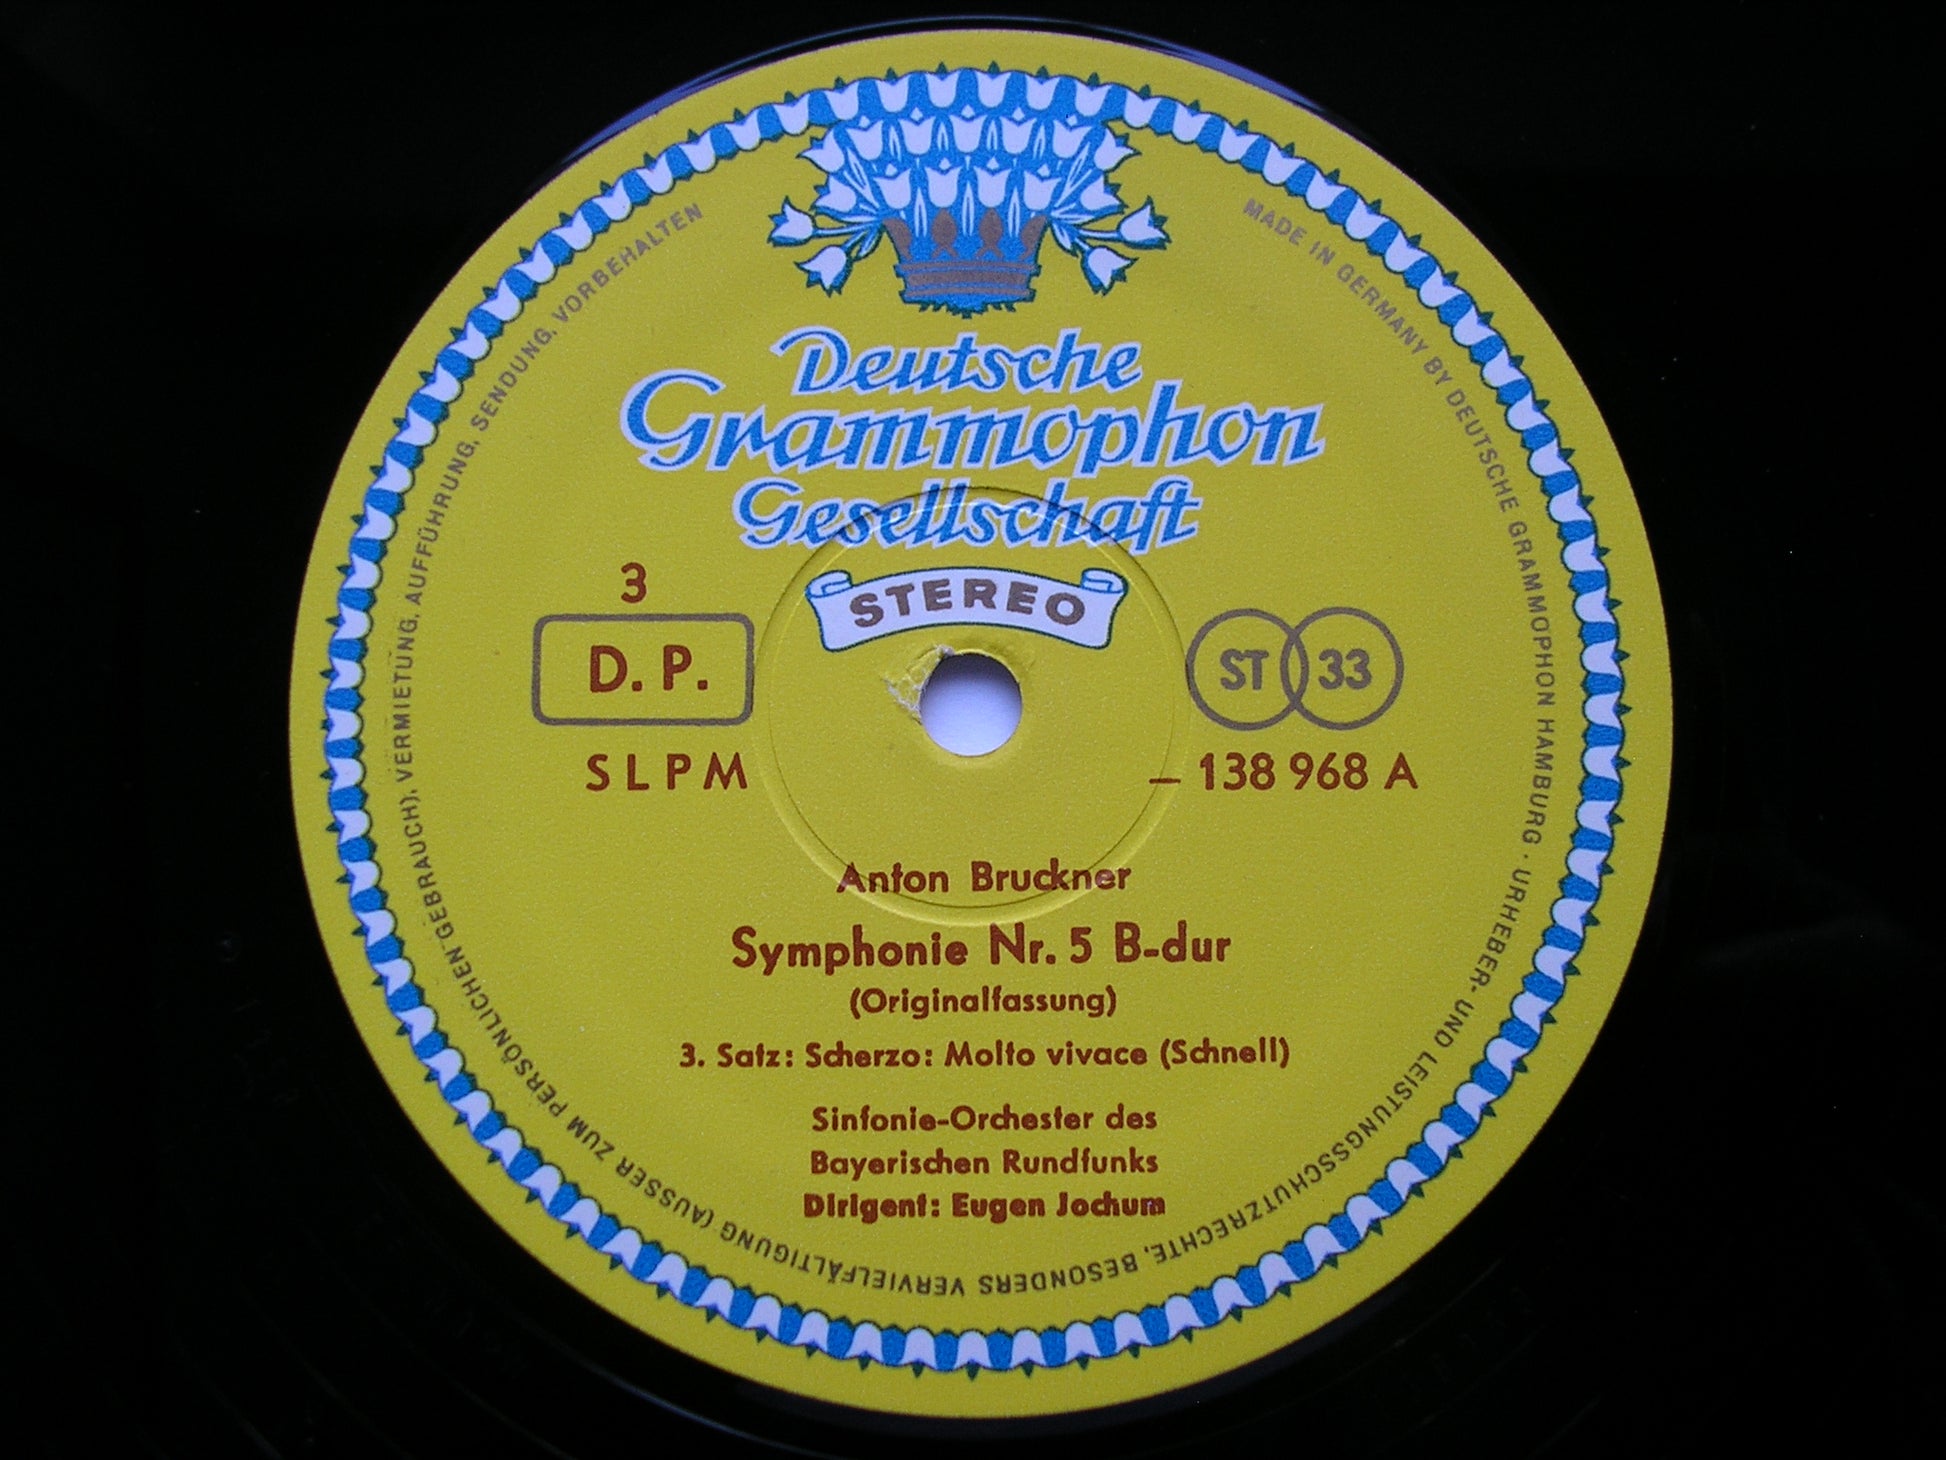 Deutsche
Grammophon
Gesellschaft
STEREO
3
D. P.
ST 33
SLPM – 138 968 A
Anton Bruckner
Symphonie Nr. 5 B-dur
(Originalfassung)
3. Satz: Scherzo: Molto vivace (Schnell)
Sinfonie-Orchester des
Bayerischen Rundfunks
Dirigent: Eugen Jochum
MADE IN GERMANY BY DEUTSCHE GRAMMOPHON HAMBURG · URHEBER- UND LEISTUNGSSCHUTZRECHTE, BESONDERS VERVIELFÄLTIGUNG (AUSSER ZUM PERSÖNLICHEN GEBRAUCH), VERMIETUNG, AUFFÜHRUNG, SENDUNG, VORBEHALTEN